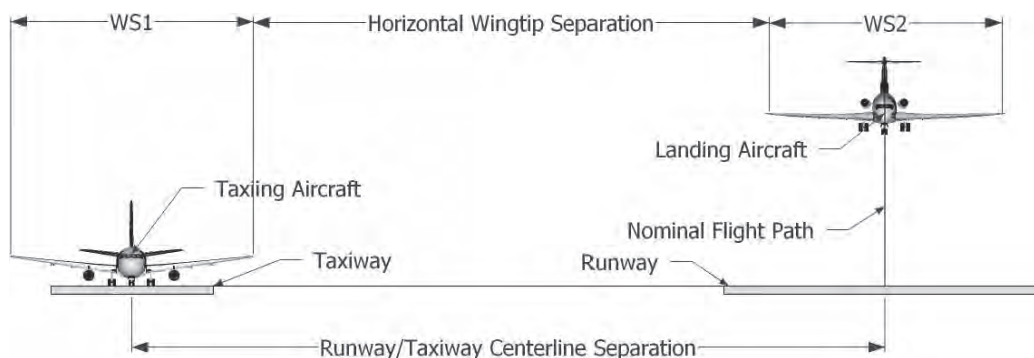 WS1
Horizontal Wingtip Separation
WS2
Landing Aircraft
Taxiing Aircraft
Nominal Flight Path
Taxiway
Runway
Runway/Taxiway Centerline Separation